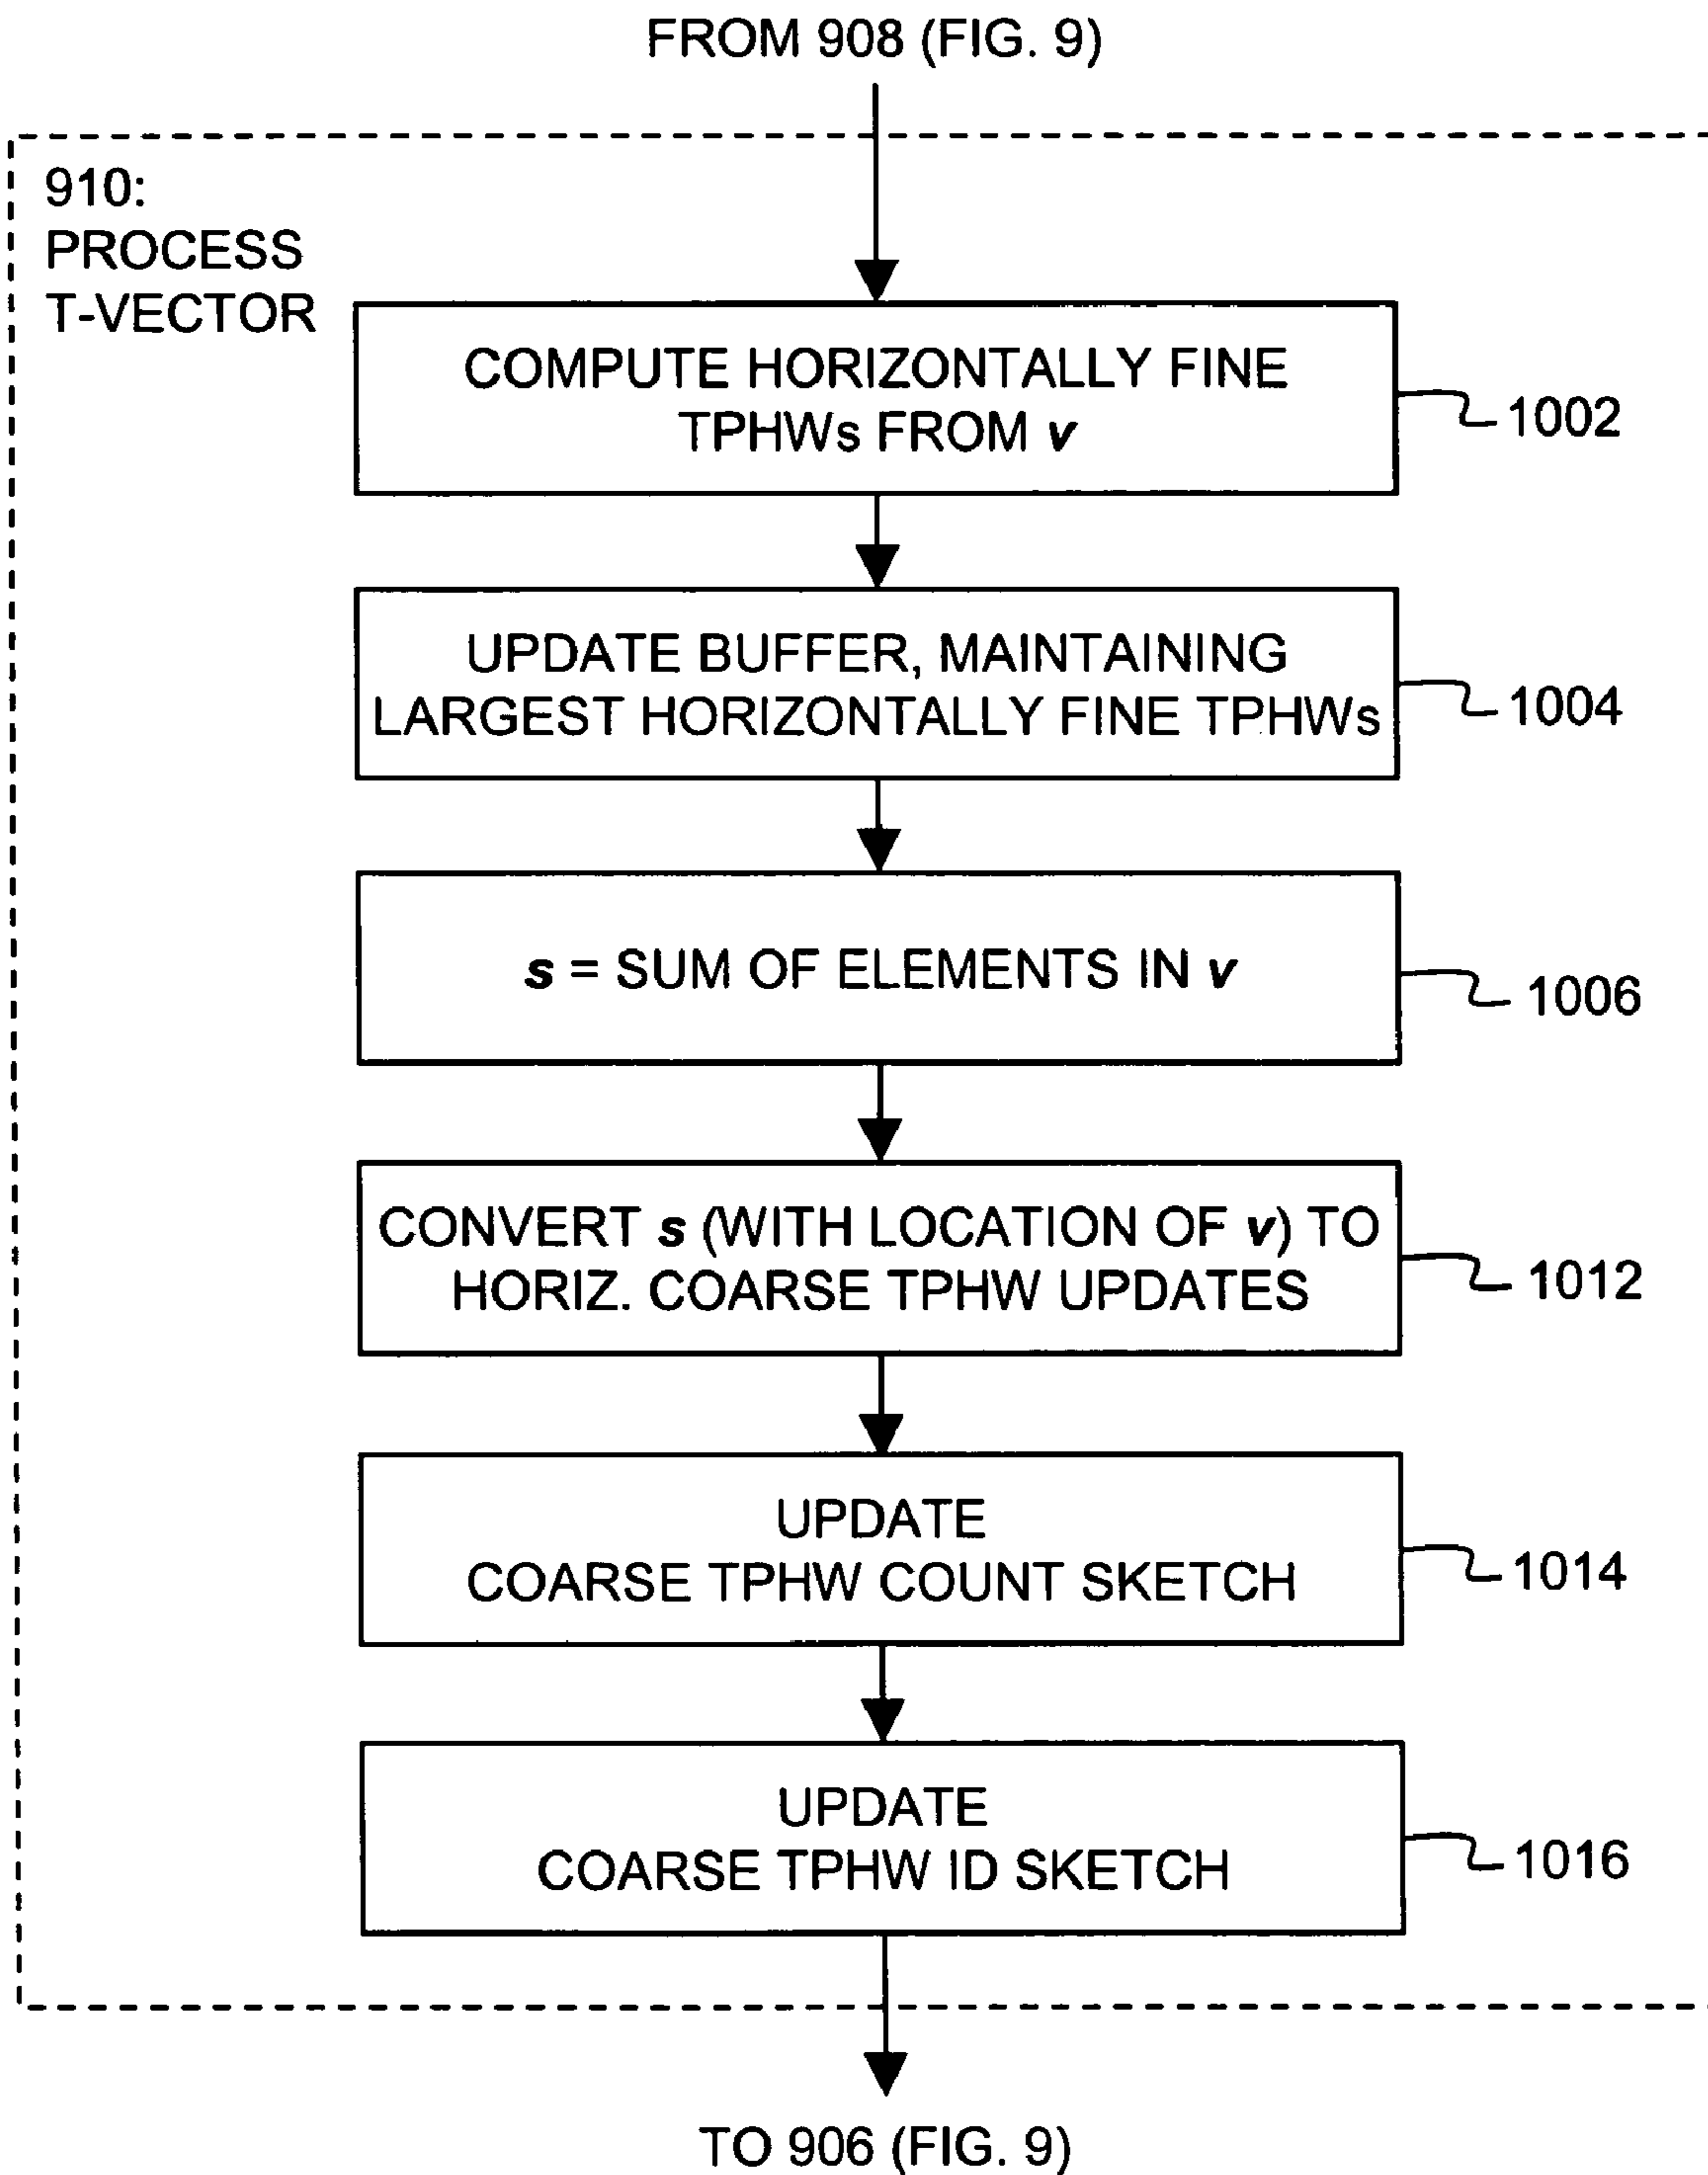 FROM 908 (FIG. 9)
910:
PROCESS
T-VECTOR
COMPUTE HORIZONTALLY FINE
TPHWs FROM v
1002
UPDATE BUFFER, MAINTAINING
LARGEST HORIZONTALLY FINE TPHWs
1004
s = SUM OF ELEMENTS IN v
1006
CONVERT s (WITH LOCATION OF v) TO
HORIZ. COARSE TPHW UPDATES
1012
UPDATE
COARSE TPHW COUNT SKETCH
1014
UPDATE
COARSE TPHW ID SKETCH
1016
TO 906 (FIG. 9)